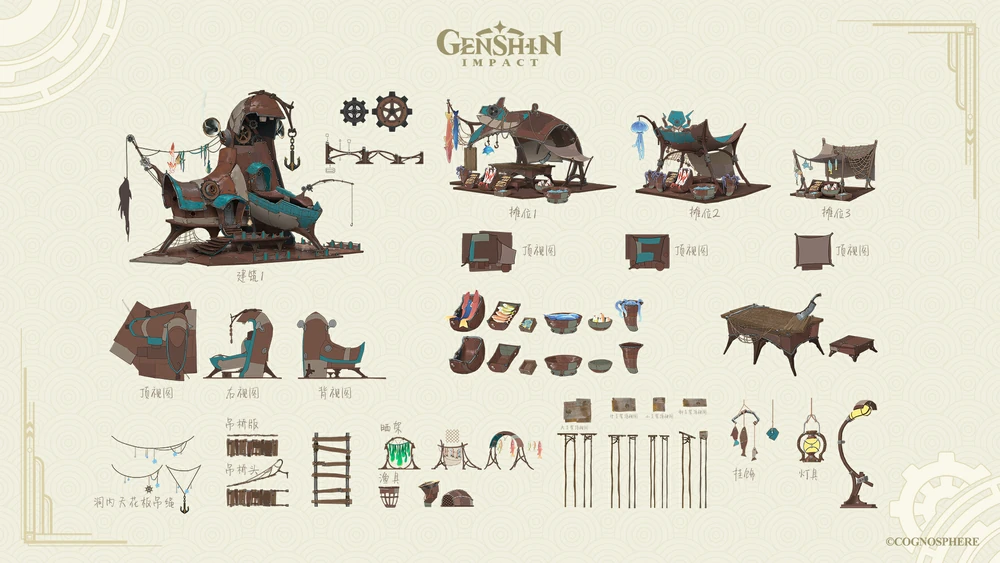 GENSHIN
IMPACT
建筑1
摊位1
摊位2
摊位3
顶视图
顶视图
顶视图
顶视图
右视图
背视图
吊桥版
吊桥头
洞内天花板吊绳
晒架
渔具
挂饰
灯具
©COGNOSPHERE